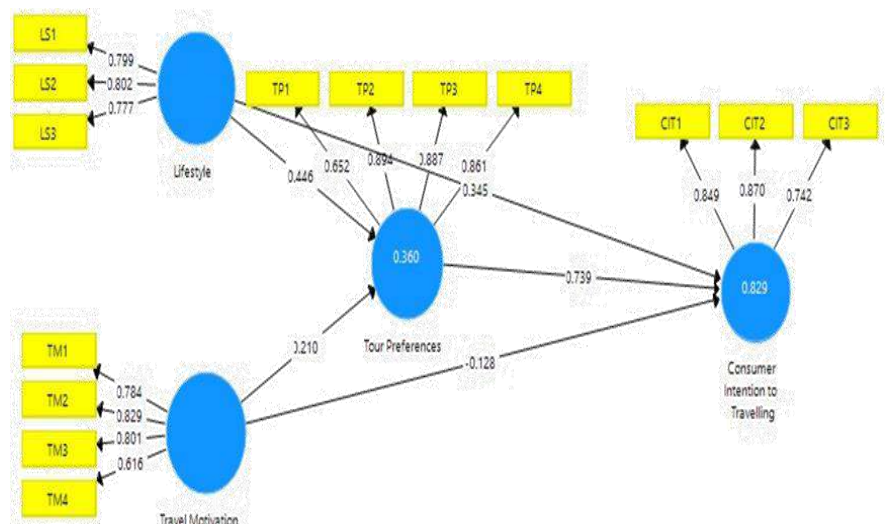 LS1
0.799
LS2
0.802
LS3
0.777
Lifestyle
TP1
TP2
TP3
TP4
0.652
0.894
0.887
0.861
0.446
0.345
CIT1
CIT2
CIT3
0.849
0.870
0.742
0.360
Tour Preferences
0.739
0.829
Consumer
Intention to
Travelling
0.210
-0.128
TM1
0.784
TM2
0.829
TM3
0.801
TM4
0.616
Travel Motivation